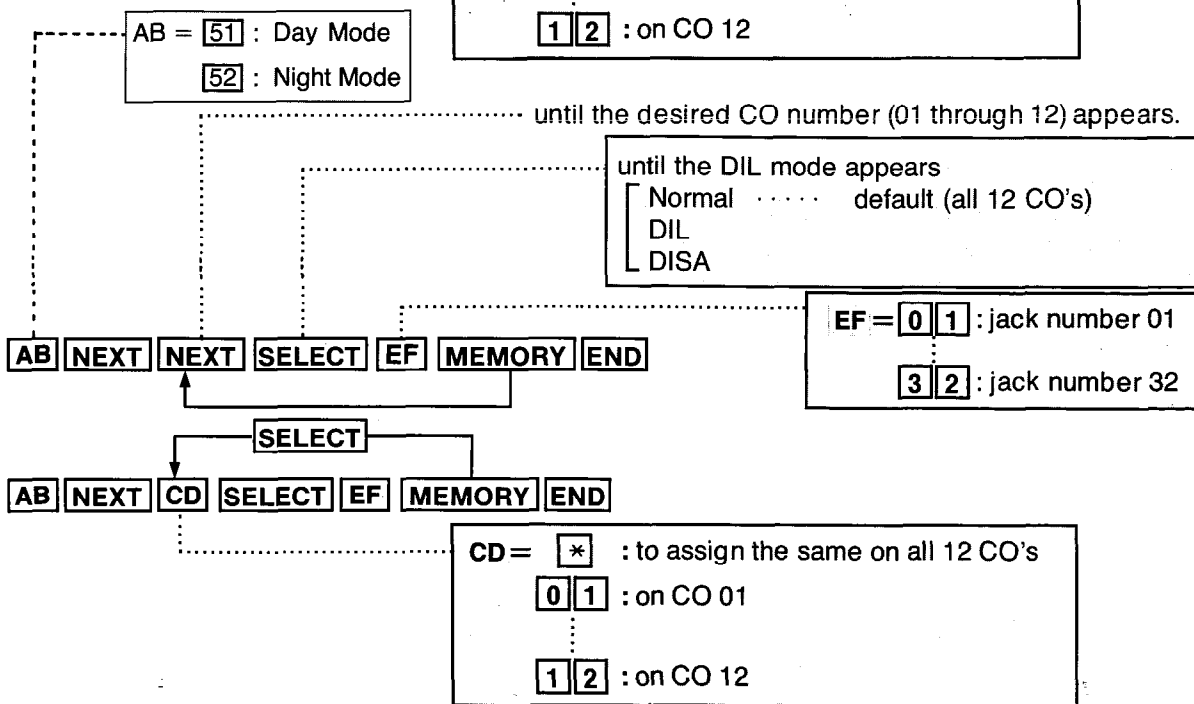 1 2 : on CO 12
AB = 51 : Day Mode
52 : Night Mode
until the desired CO number (01 through 12) appears.
until the DIL mode appears
Normal ..... default (all 12 CO's)
DIL
DISA
EF = 0 1 : jack number 01
3 2 : jack number 32
AB NEXT NEXT SELECT EF MEMORY END
SELECT
AB NEXT CD SELECT EF MEMORY END
CD = * : to assign the same on all 12 CO's
0 1 : on CO 01
1 2 : on CO 12